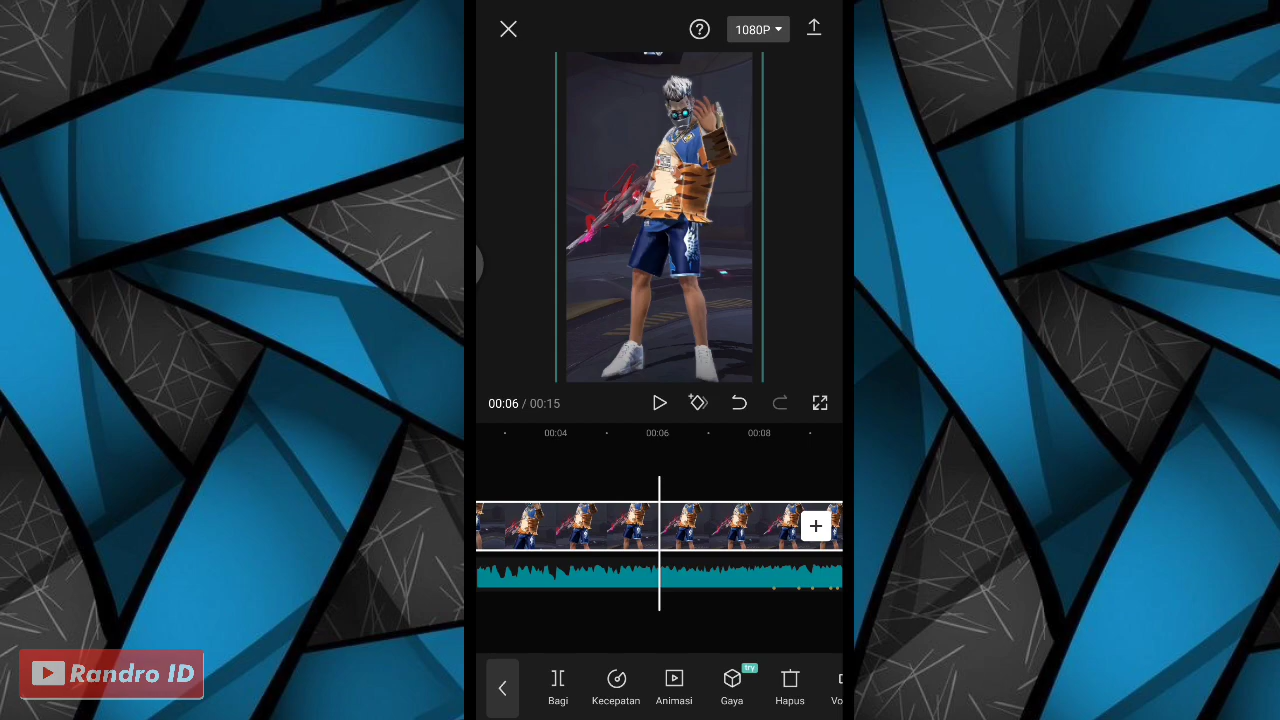 1080P
00:06 / 00:15
00:04
00:06
00:08
try
Bagi
Kecepatan
Animasi
Gaya
Hapus
Vo
Randro ID